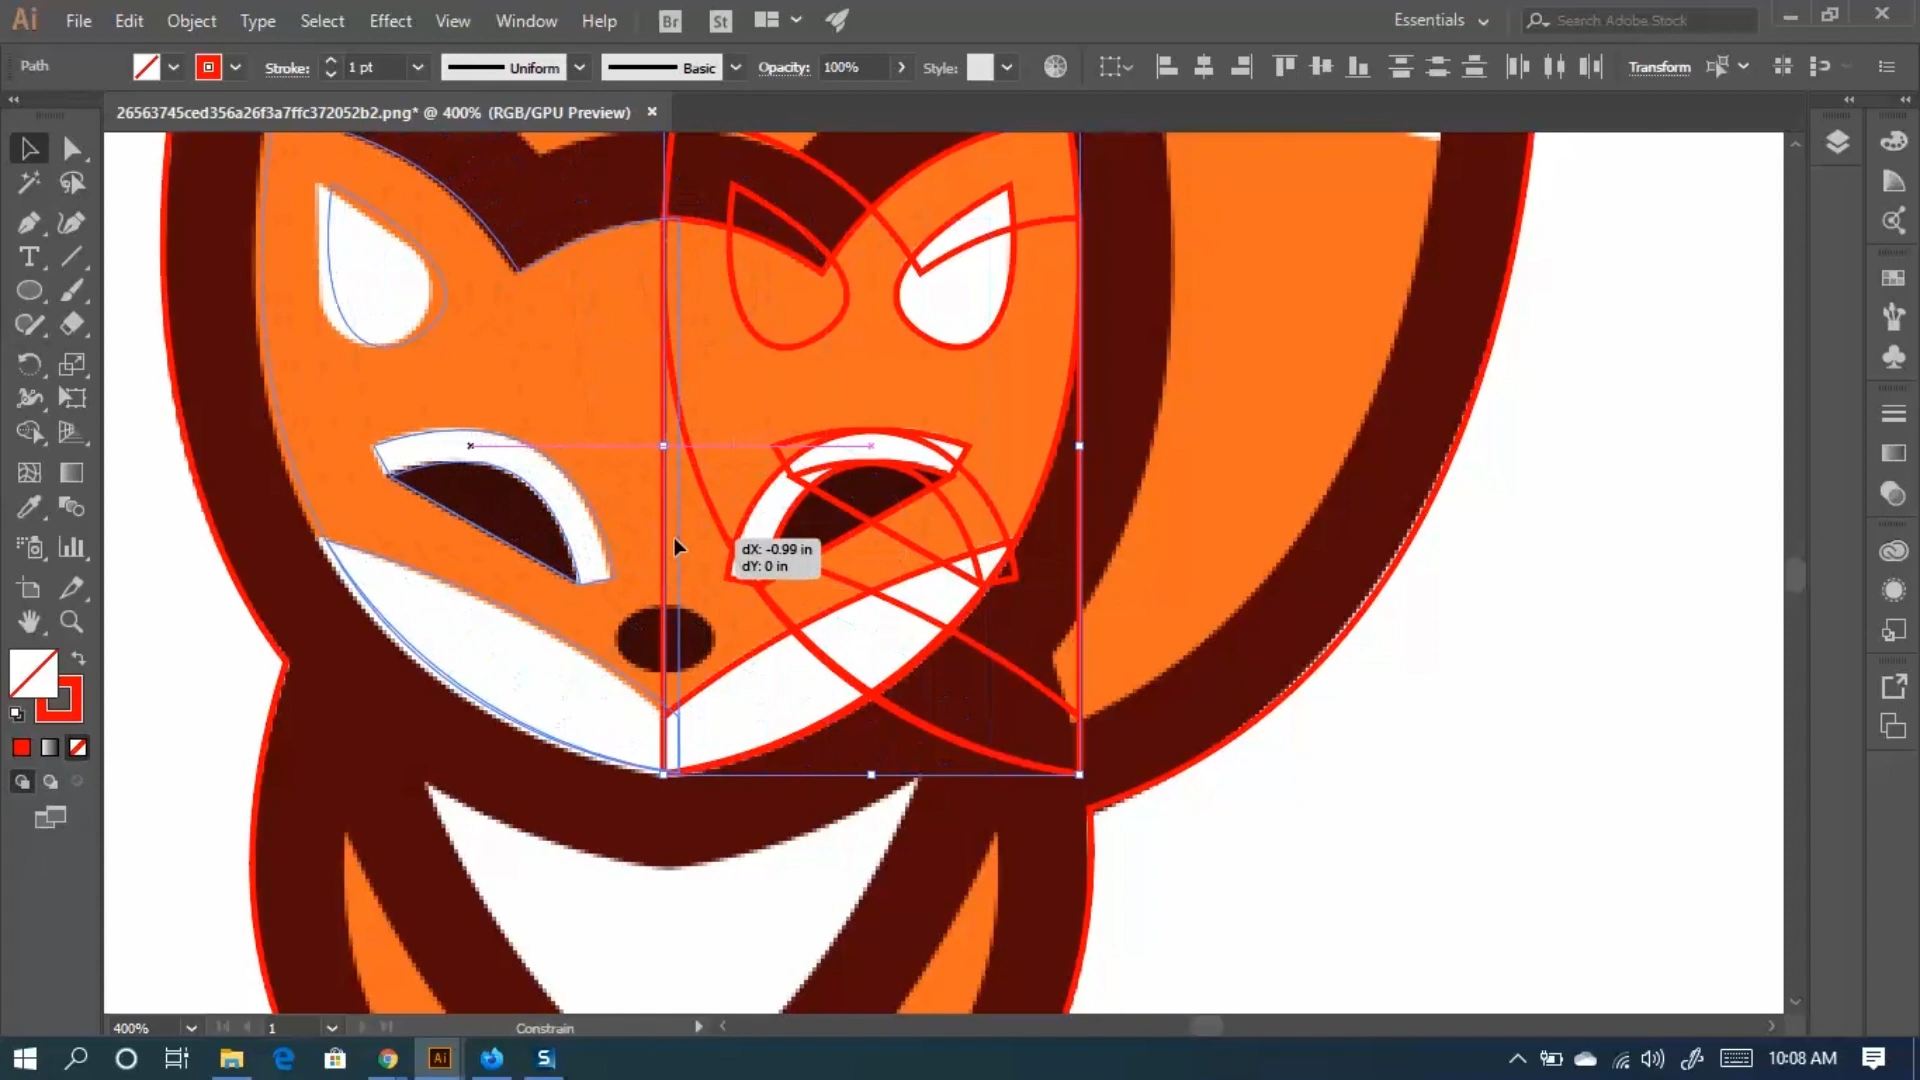 Ai File Edit Object Type Select Effect View Window Help Br St Essentials Search Adobe Stock
Path Stroke: 1 pt Uniform Basic Opacity: 100% Style: Transform
26563745ced356a26f3a7ffc372052b2.png* @ 400% (RGB/GPU Preview)
T
dX: -0.99 in
dY: 0 in
400% 1 Constrain
Ai S 10:08 AM